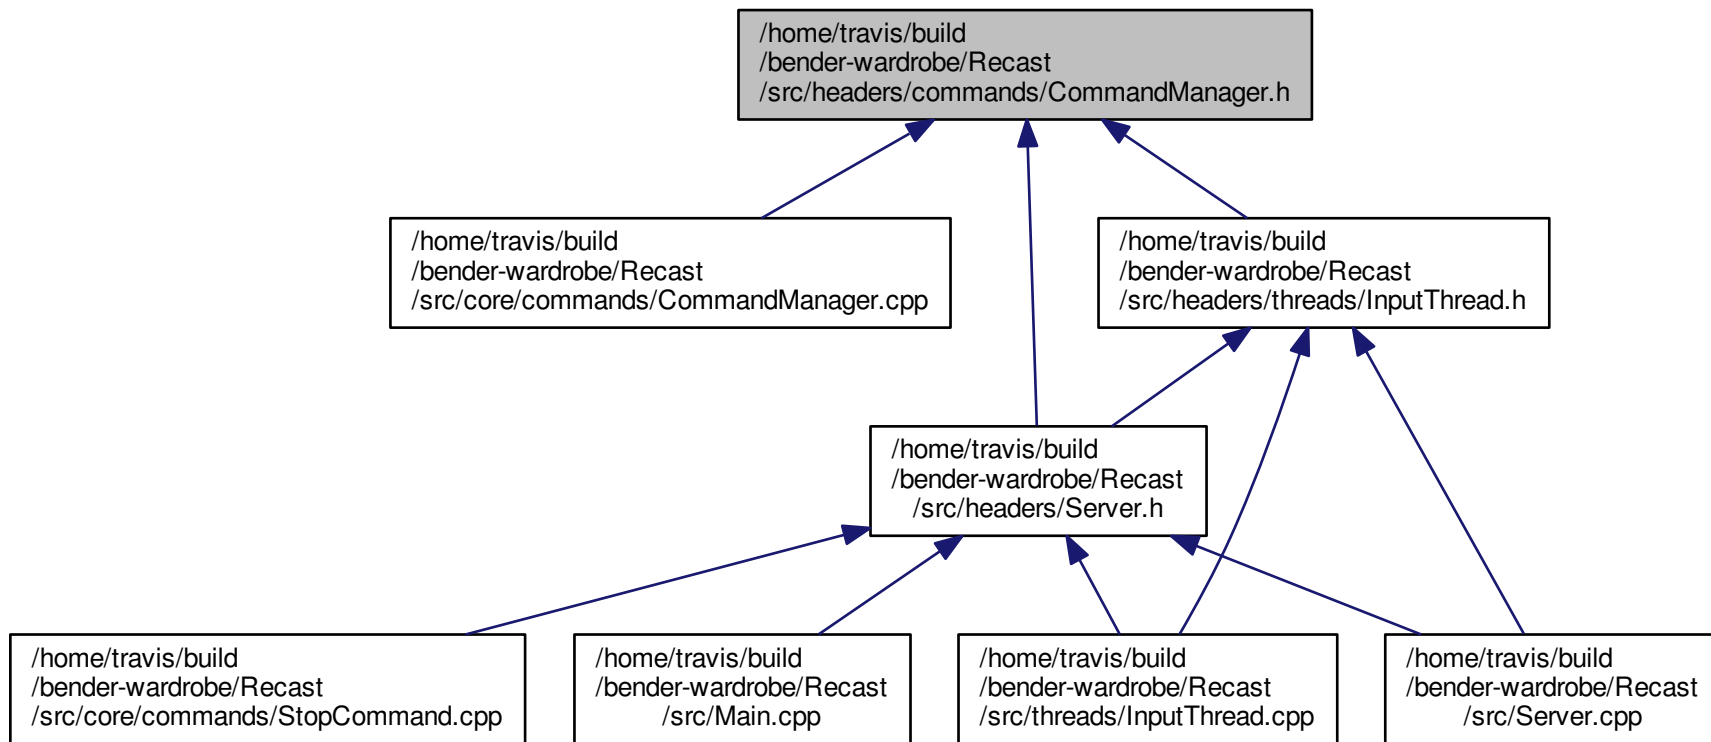 /home/travis/build
/bender-wardrobe/Recast
/src/headers/commands/CommandManager.h
/home/travis/build
/bender-wardrobe/Recast
/src/core/commands/CommandManager.cpp
/home/travis/build
/bender-wardrobe/Recast
/src/headers/threads/InputThread.h
/home/travis/build
/bender-wardrobe/Recast
/src/headers/Server.h
/home/travis/build
/bender-wardrobe/Recast
/src/core/commands/StopCommand.cpp
/home/travis/build
/bender-wardrobe/Recast
/src/Main.cpp
/home/travis/build
/bender-wardrobe/Recast
/src/threads/InputThread.cpp
/home/travis/build
/bender-wardrobe/Recast
/src/Server.cpp